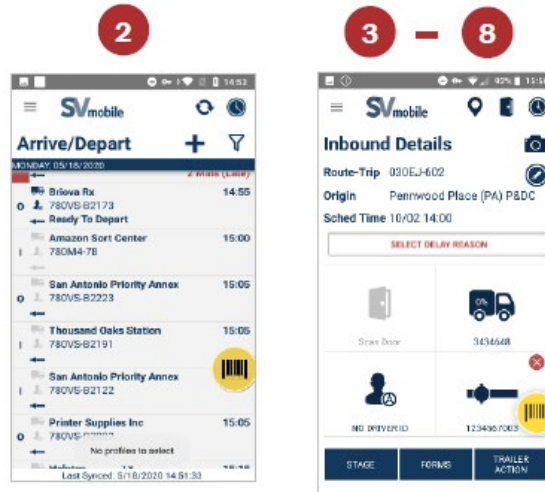 2
3 – 8
14:53
SVmobile
Arrive/Depart
MONDAY, 05/18/2020
2 Mins (Late)
Briova Rx 14:55
O 780VS-B2173
Ready To Depart
Amazon Sort Center 15:00
I 780M4-78
San Antonio Priority Annex 15:05
O 780VS-B2223
Thousand Oaks Station 15:05
I 780VS-B2191
San Antonio Priority Annex
I 780VS-B2122
Printer Supplies Inc 15:05
O
No profiles to select
Last Synced: 5/18/2020 14:51:33
92%
SVmobile
Inbound Details
Route-Trip 030EJ-602
Origin Pennwood Place (PA) P&DC
Sched Time 10/02 14:00
SELECT DELAY REASON
0%
Scan Door 3434648
NO DRIVER ID 1234567003
STAGE FORMS TRAILER
ACTION